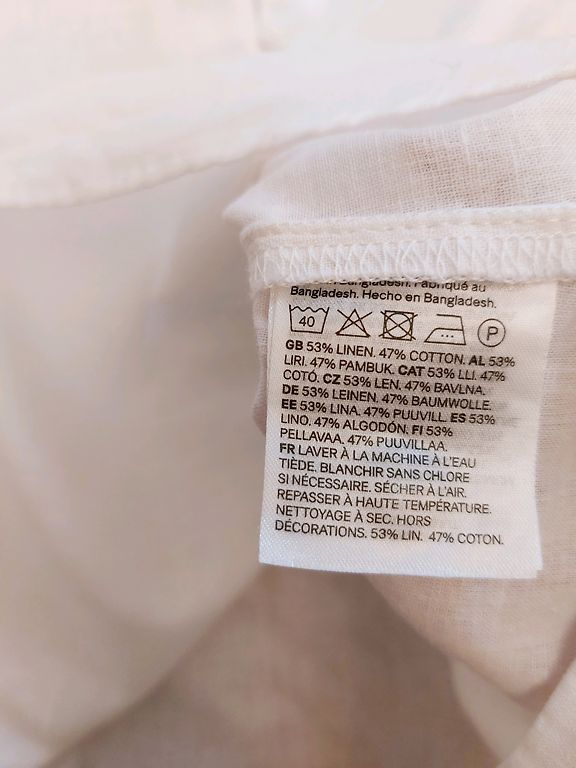 Bangladesh. Fabriqué au
Bangladesh. Hecho en Bangladesh.
40 P
GB 53% LINEN. 47% COTTON. AL 53%
LIRI. 47% PAMBUK. CAT 53% LLI. 47%
COTÓ. CZ 53% LEN. 47% BAVLNA.
DE 53% LEINEN. 47% BAUMWOLLE.
EE 53% LINA. 47% PUUVILL. ES 53%
LINO. 47% ALGODÓN. FI 53%
PELLAVAA. 47% PUUVILLAA.
FR LAVER À LA MACHINE À L'EAU
TIÈDE. BLANCHIR SANS CHLORE
SI NÉCESSAIRE. SÉCHER À L'AIR.
REPASSER À HAUTE TEMPÉRATURE.
NETTOYAGE À SEC. HORS
DÉCORATIONS. 53% LIN. 47% COTON.